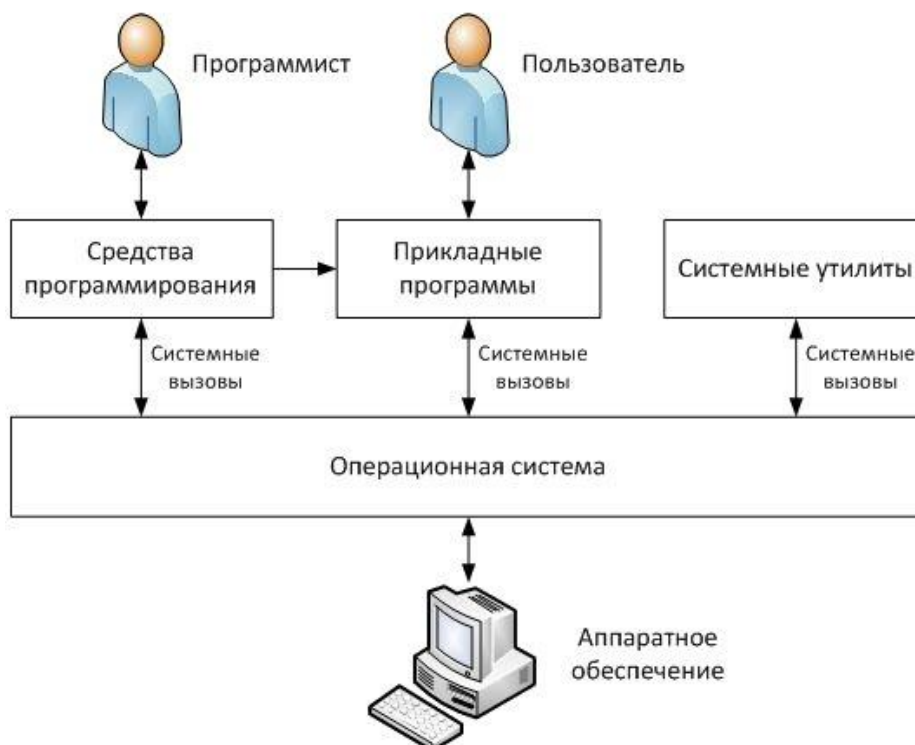 Программист
Пользователь
Средства
программирования
Прикладные
программы
Системные утилиты
Системные
вызовы
Системные
вызовы
Системные
вызовы
Операционная система
Аппаратное
обеспечение